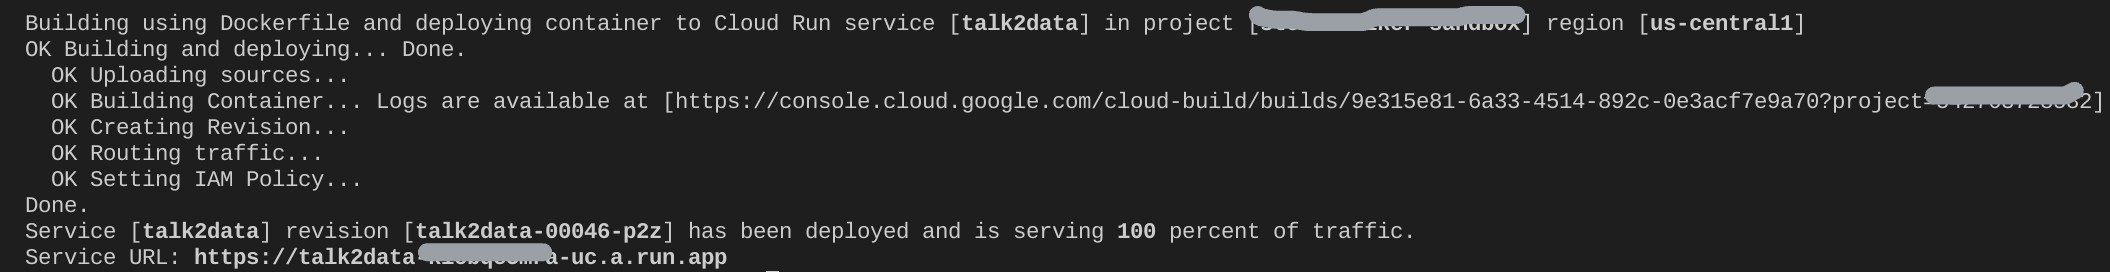 Building using Dockerfile and deploying container to Cloud Run service [talk2data] in project [ ] region [us-central1]
OK Building and deploying... Done.
OK Uploading sources...
OK Building Container... Logs are available at [https://console.cloud.google.com/cloud-build/builds/9e315e81-6a33-4514-892c-0e3acf7e9a70?project= ]
OK Creating Revision...
OK Routing traffic...
OK Setting IAM Policy...
Done.
Service [talk2data] revision [talk2data-00046-p2z] has been deployed and is serving 100 percent of traffic.
Service URL: https://talk2data- -uc.a.run.app